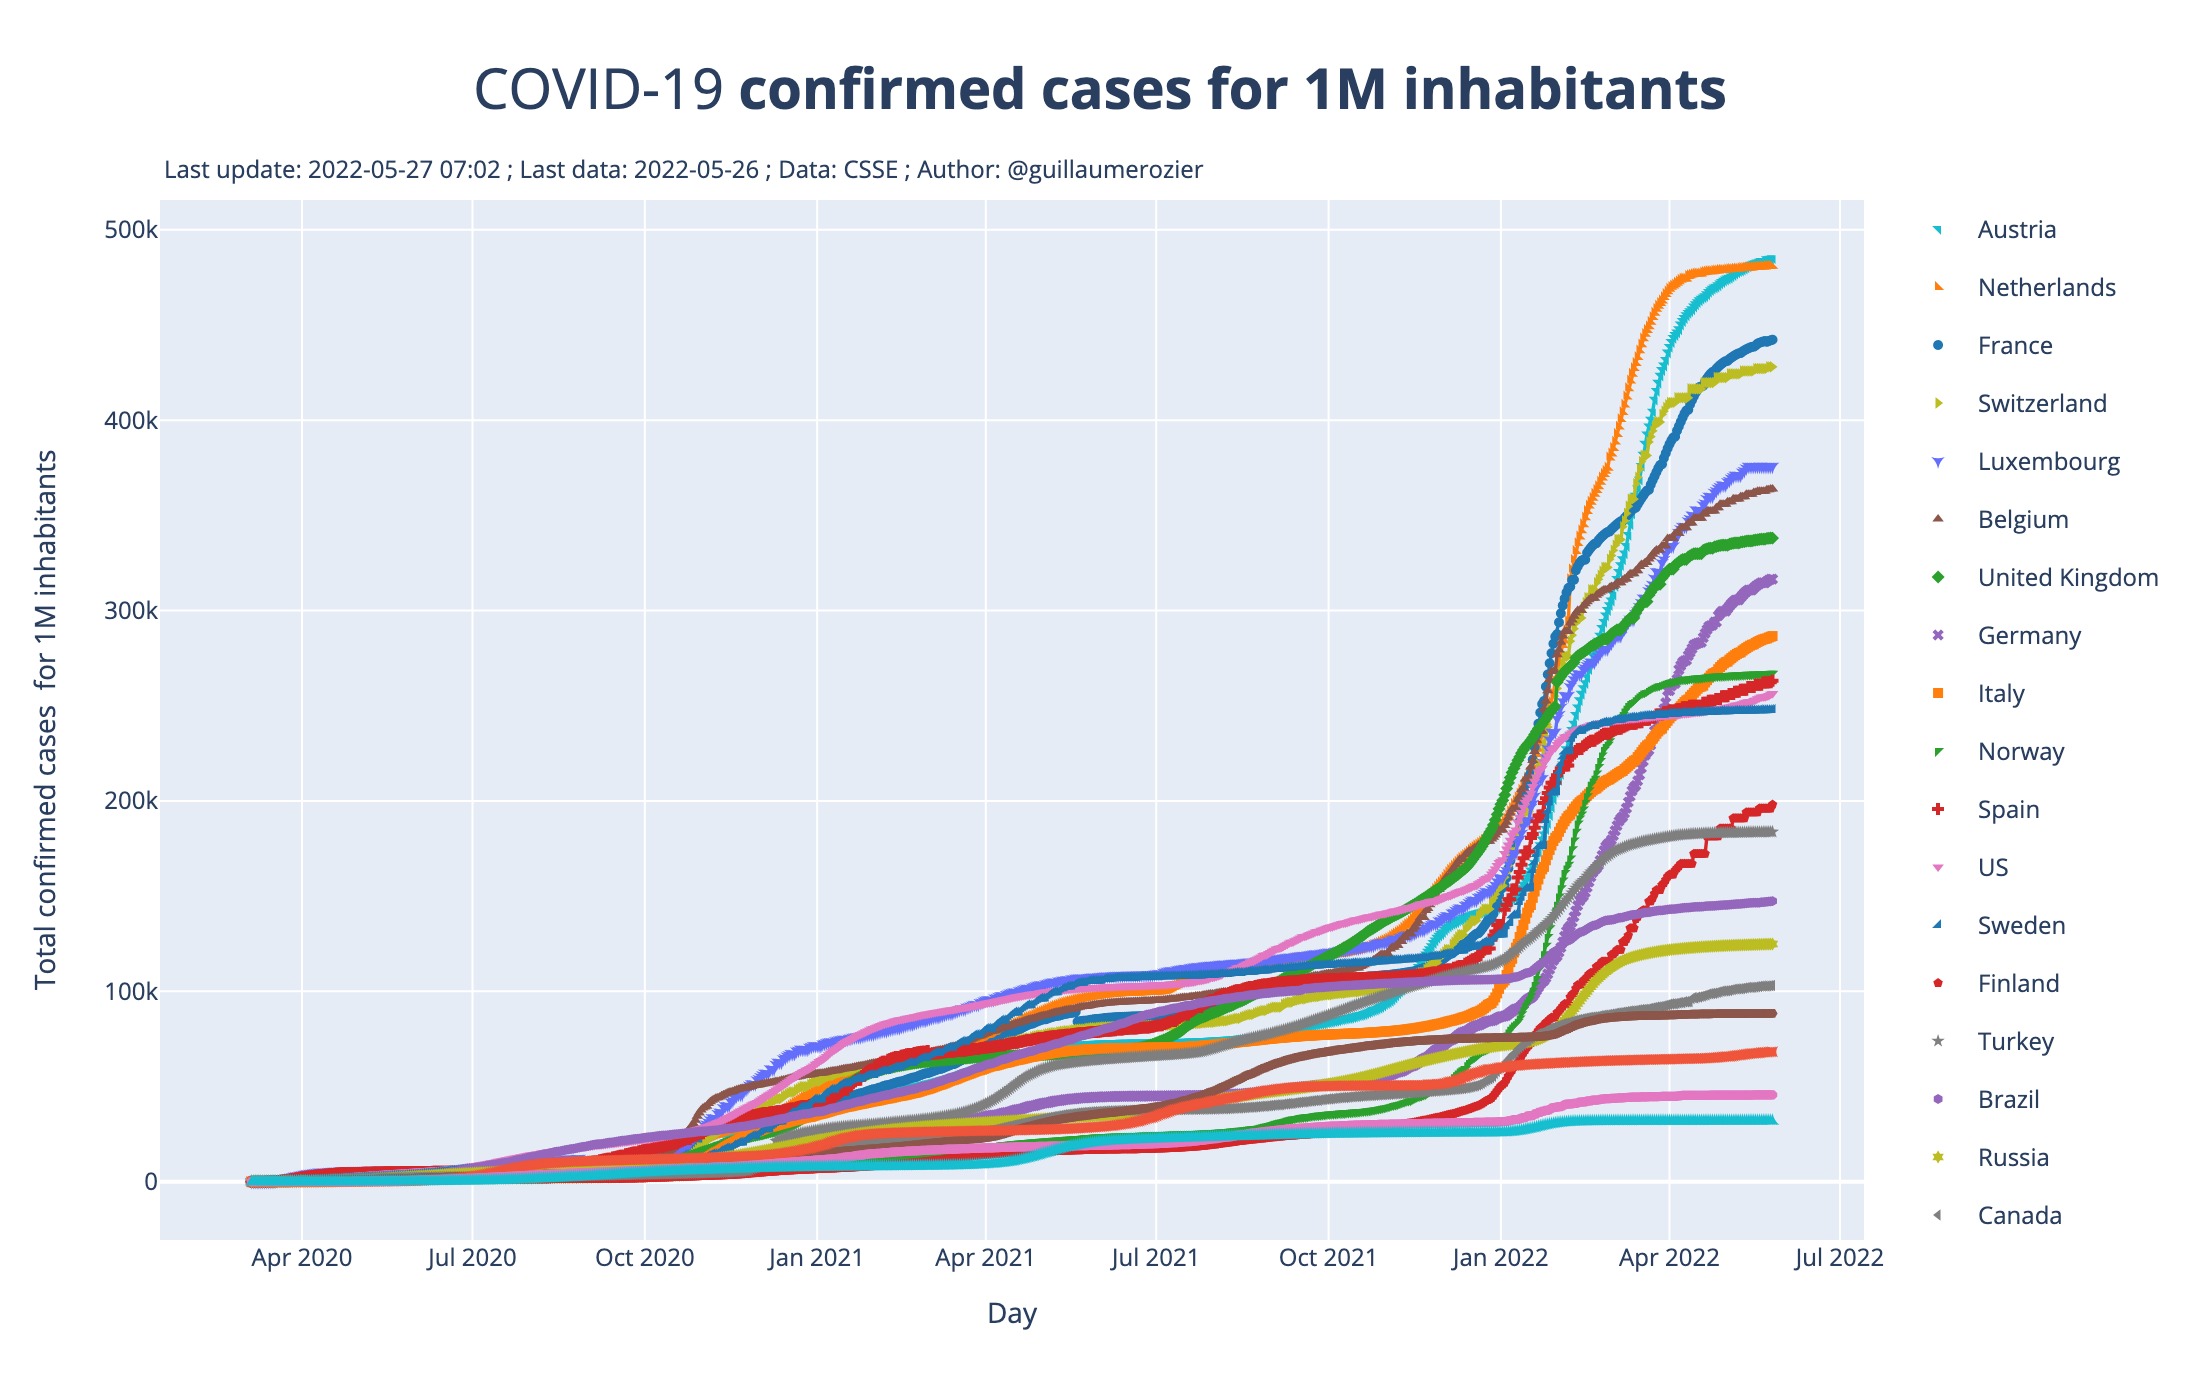 COVID-19 confirmed cases for 1M inhabitants
Last update: 2022-05-27 07:02 ; Last data: 2022-05-26 ; Data: CSSE ; Author: @guillaumerozier
Total confirmed cases for 1M inhabitants
500k
400k
300k
200k
100k
0
Apr 2020
Jul 2020
Oct 2020
Jan 2021
Apr 2021
Jul 2021
Oct 2021
Jan 2022
Apr 2022
Jul 2022
Day
Austria
Netherlands
France
Switzerland
Luxembourg
Belgium
United Kingdom
Germany
Italy
Norway
Spain
US
Sweden
Finland
Turkey
Brazil
Russia
Canada